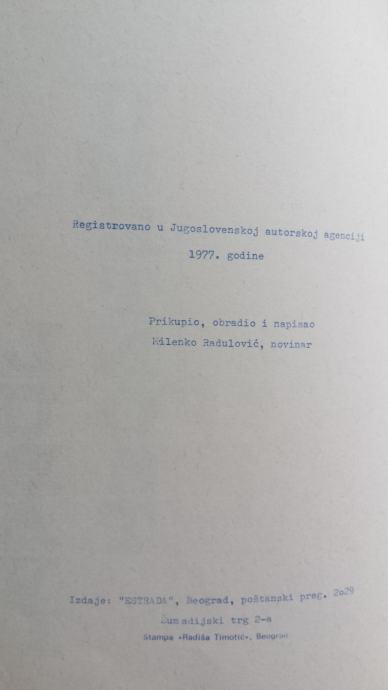 Registrovano u Jugoslovenskoj autorskoj agenciji
1977. godine
Prikupio, obradio i napisao
Milenko Radulović, novinar
Izdaje: "ESTRADA", Beograd, poštanski preg. 2o29
Šumadijski trg 2-a
Štampa »Radiša Timotić«, Beograd